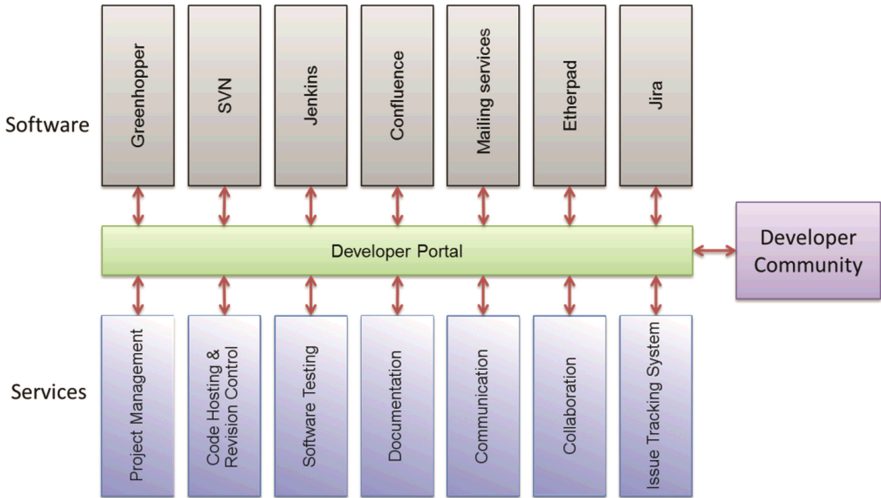 Software
Greenhopper
SVN
Jenkins
Confluence
Mailing services
Etherpad
Jira
Developer Portal
Developer
Community
Services
Project Management
Code Hosting &
Revision Control
Software Testing
Documentation
Communication
Collaboration
Issue Tracking System